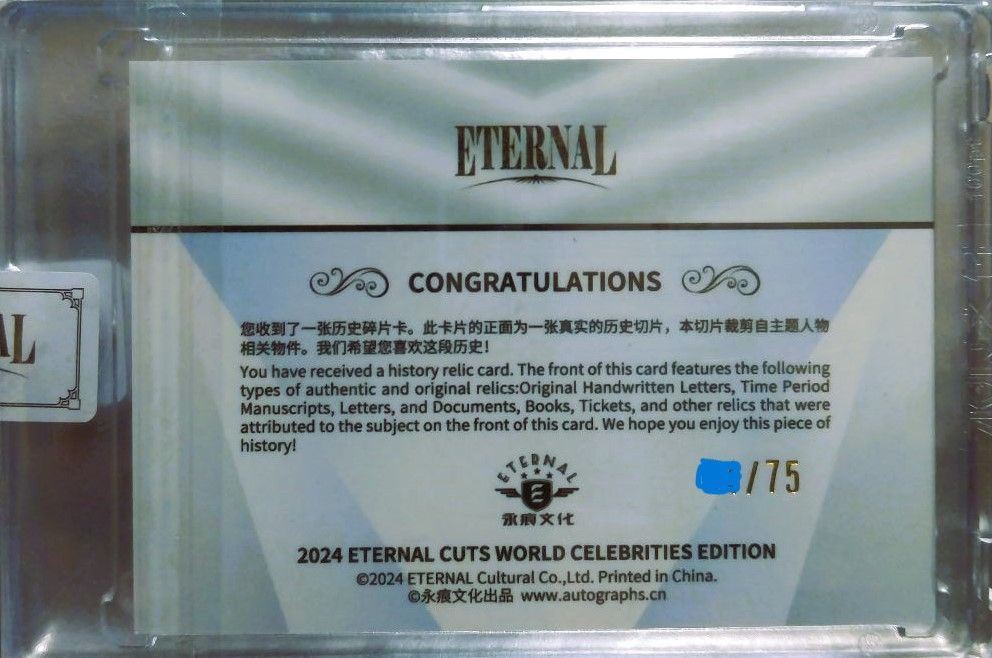 ETERNAL
CONGRATULATIONS
您收到了一张历史碎片卡。此卡片的正面为一张真实的历史切片，本切片裁剪自主题人物
相关物件。我们希望您喜欢这段历史！
You have received a history relic card. The front of this card features the following
types of authentic and original relics:Original Handwritten Letters, Time Period
Manuscripts, Letters, and Documents, Books, Tickets, and other relics that were
attributed to the subject on the front of this card. We hope you enjoy this piece of
history!
/75
ETERNAL
E
永痕文化
2024 ETERNAL CUTS WORLD CELEBRITIES EDITION
©2024 ETERNAL Cultural Co.,Ltd. Printed in China.
©永痕文化出品 www.autographs.cn
AL
100pt